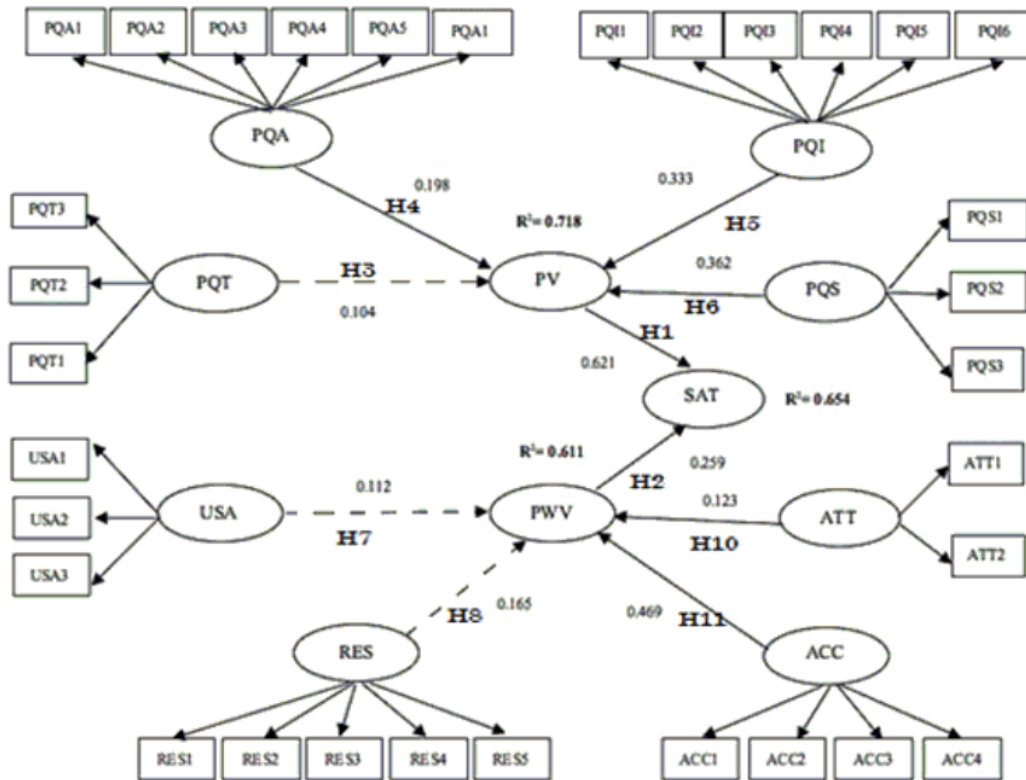 PQA1 PQA2 PQA3 PQA4 PQA5 PQA1
PQI1 PQI2 PQI3 PQI4 PQI5 PQI6
PQA
PQI
0.198
0.333
H4
H5
R²= 0.718
PQT3
PQT2
PQT1
PQT
H3
0.104
PV
0.362
H6
PQS
PQS1
PQS2
PQS3
H1
0.621
SAT
R²= 0.654
R²= 0.611
H2
0.259
USA1
USA2
USA3
USA
0.112
H7
PWV
0.123
H10
ATT
ATT1
ATT2
H8
0.165
0.469
H11
RES
ACC
RES1 RES2 RES3 RES4 RES5
ACC1 ACC2 ACC3 ACC4